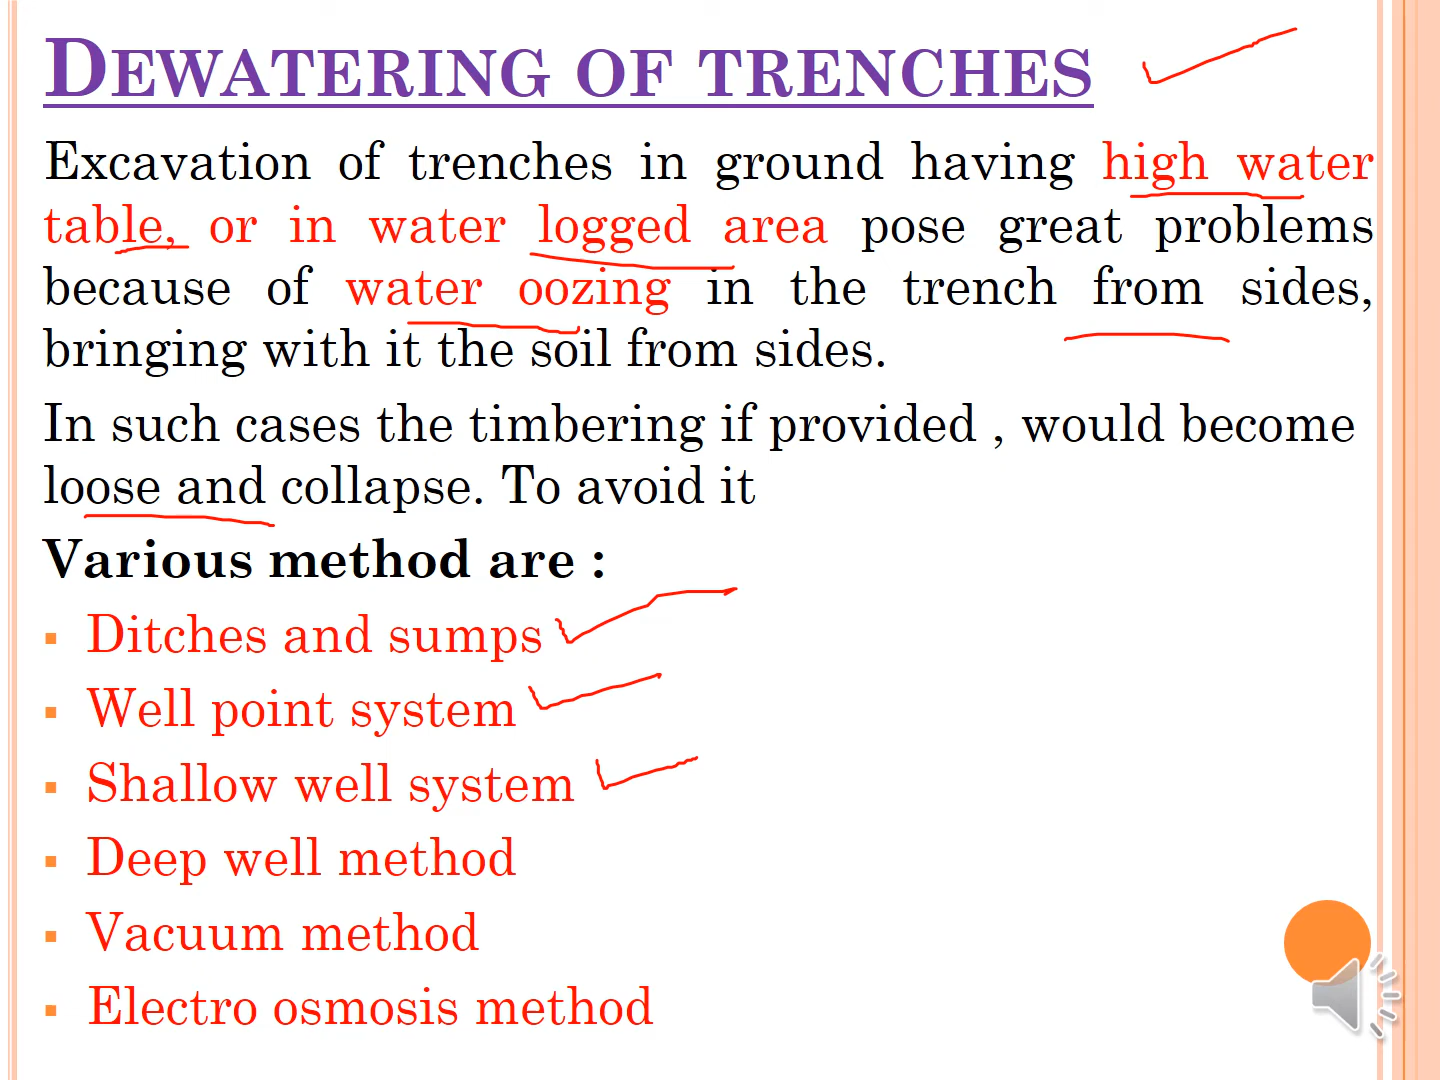 DEWATERING OF TRENCHES
Excavation of trenches in ground having high water
table, or in water logged area pose great problems
because of water oozing in the trench from sides,
bringing with it the soil from sides.
In such cases the timbering if provided , would become
loose and collapse. To avoid it
Various method are :
▪ Ditches and sumps
▪ Well point system
▪ Shallow well system
▪ Deep well method
▪ Vacuum method
▪ Electro osmosis method